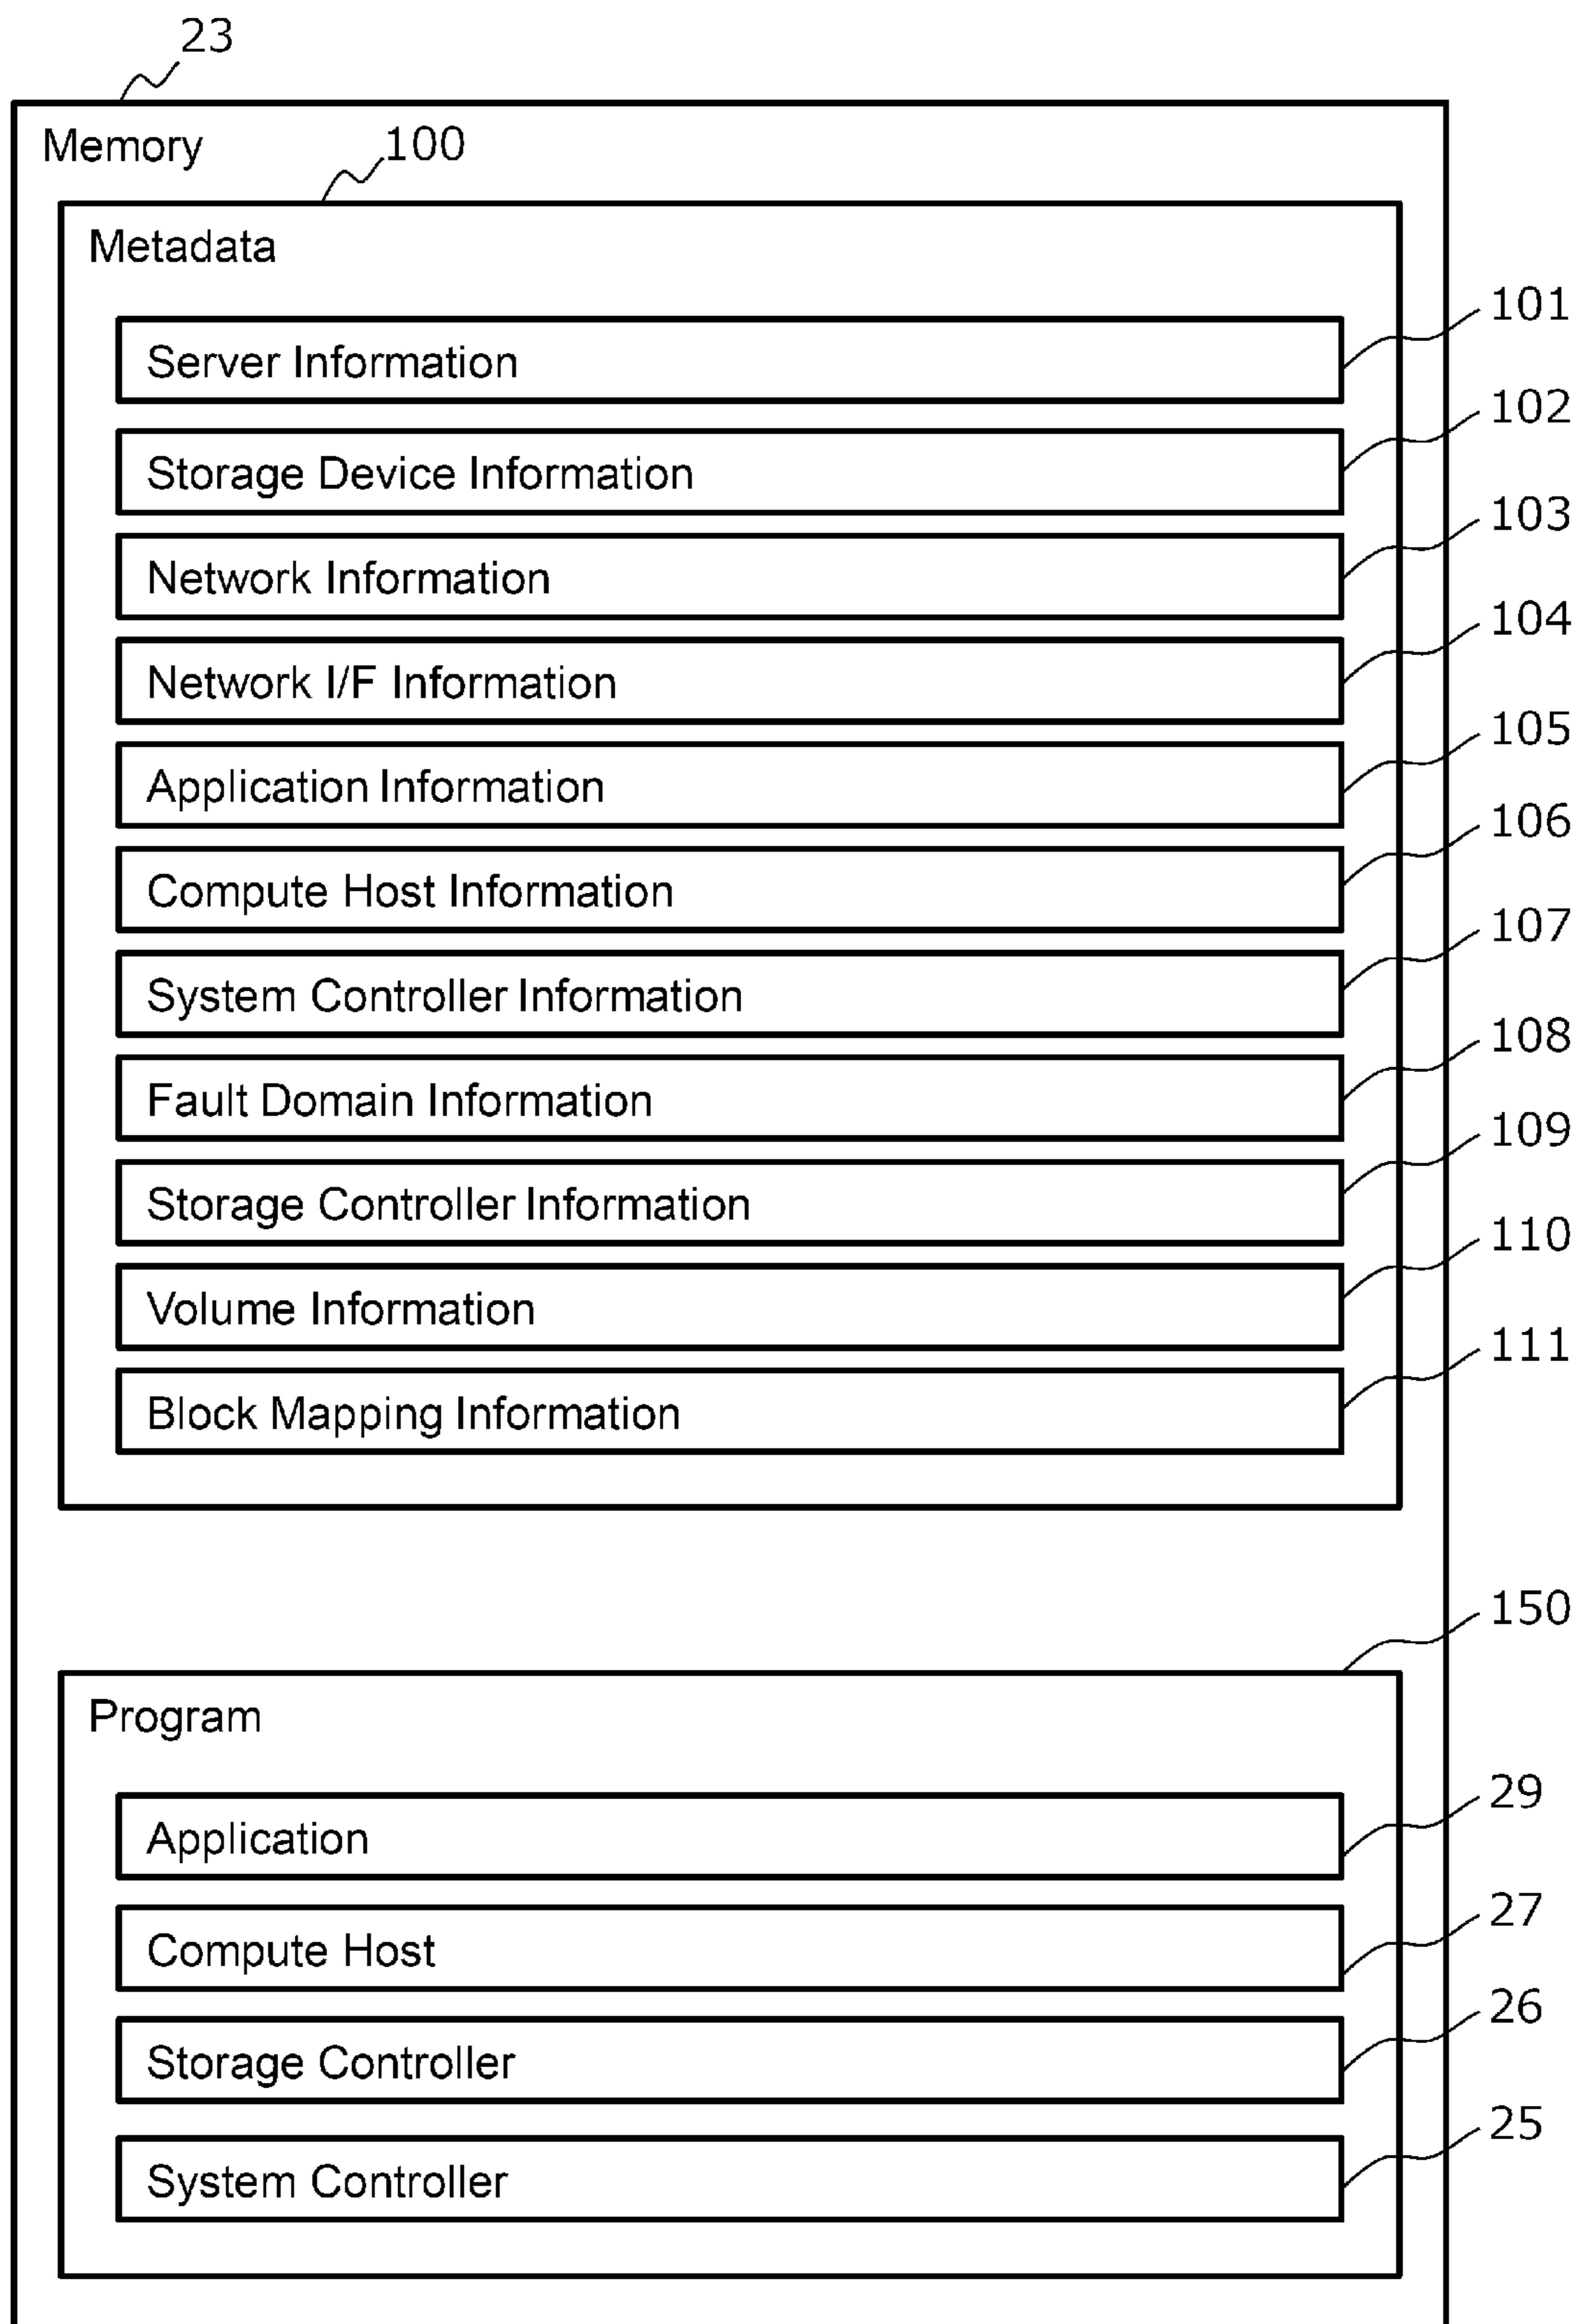 23
Memory
100
Metadata
Server Information
101
Storage Device Information
102
Network Information
103
Network I/F Information
104
Application Information
105
Compute Host Information
106
System Controller Information
107
Fault Domain Information
108
Storage Controller Information
109
Volume Information
110
Block Mapping Information
111
150
Program
Application
29
Compute Host
27
Storage Controller
26
System Controller
25